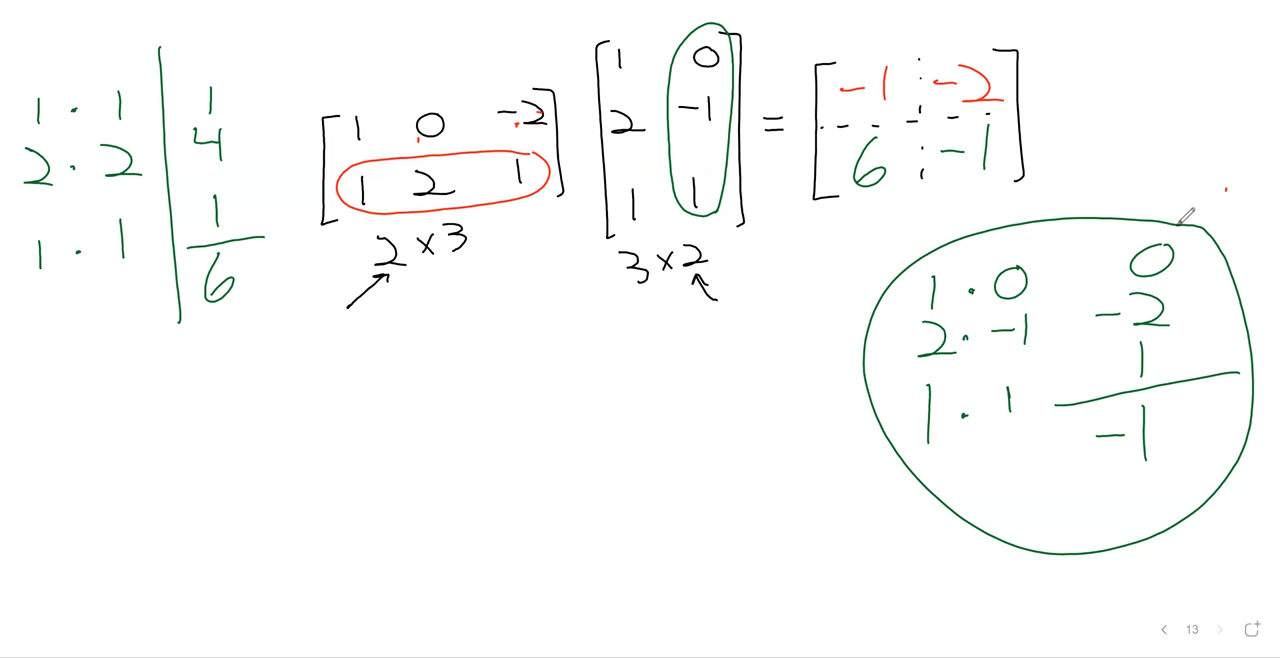 1 · 1 | 1
2 · 2 | 4
1 · 1 | 1
6
[1 0 -2
1 2 1]
2 × 3
[1 0
2 -1
1 1]
3 × 2
=
[-1 -2
6 -1]
1 · 0 0
2 · -1 -2
1 · 1 1
-1
< 13 >